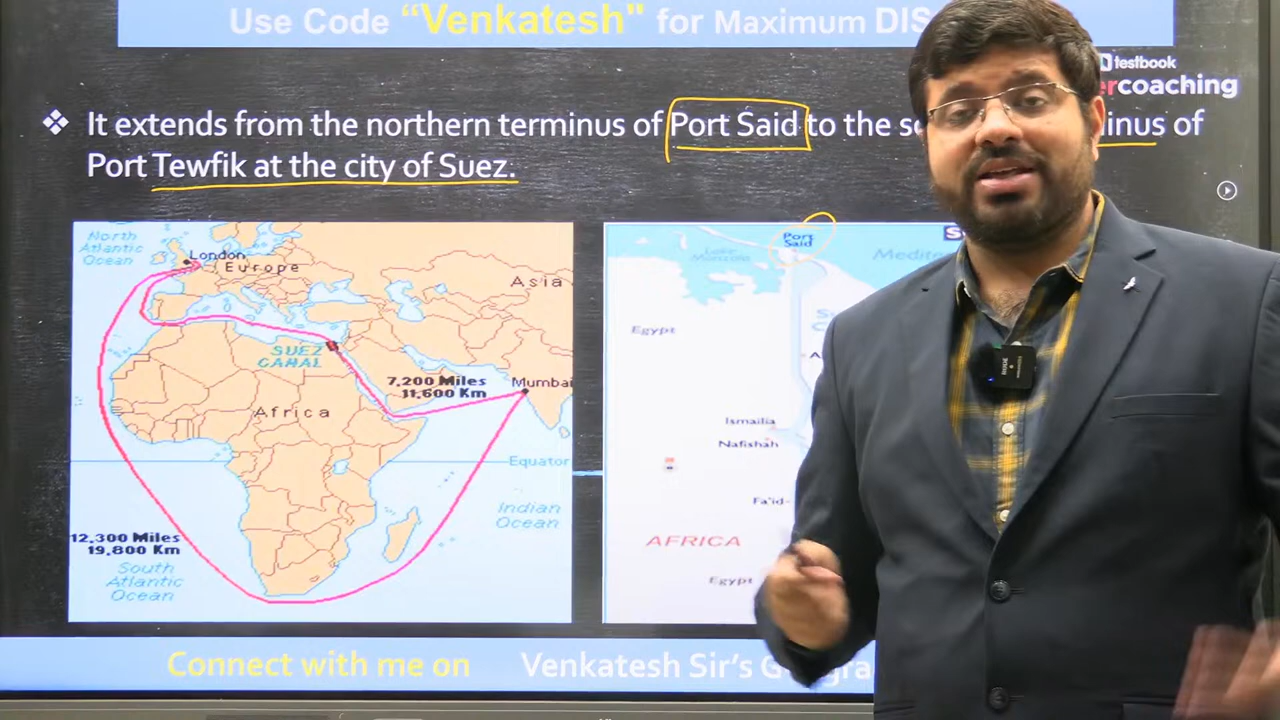 Use Code “Venkatesh" for Maximum DIS
testbook
coaching
❖ It extends from the northern terminus of Port Said to the inus of
Port Tewfik at the city of Suez.
North
Atlantic
Ocean
London
Europe
Asia
SUEZ
CANAL
7,200 Miles
11,600 Km
Mumbai
Africa
Equator
Indian
Ocean
12,300 Miles
19,800 Km
South
Atlantic
Ocean
Port
Said
Egypt
Ismailia
Nafishah
Fa'id
AFRICA
Egypt
Connect with me on Venkatesh Sir's